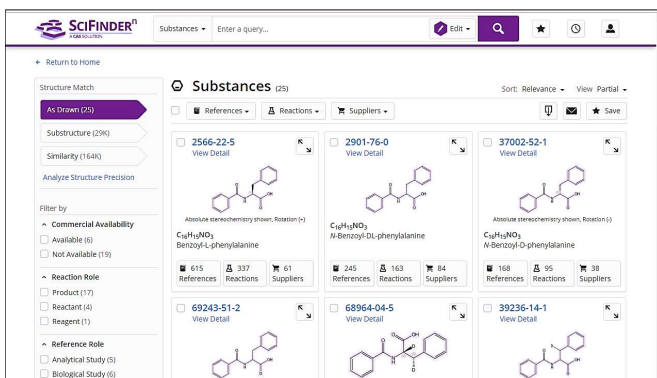 SCIFINDERⁿ
A CAS SOLUTION
Substances
Enter a query...
Edit
Return to Home
Structure Match
As Drawn (25)
Substructure (29K)
Similarity (164K)
Analyze Structure Precision
Filter by
Commercial Availability
Available (6)
Not Available (19)
Reaction Role
Product (17)
Reactant (4)
Reagent (1)
Reference Role
Analytical Study (5)
Biological Study (6)
Substances (25)
Sort: Relevance
View Partial
References
Reactions
Suppliers
Save
2566-22-5
View Detail
Absolute stereochemistry shown, Rotation (+)
C₁₆H₁₅NO₃
Benzoyl-L-phenylalanine
615 337 61
References Reactions Suppliers
2901-76-0
View Detail
C₁₆H₁₅NO₃
N-Benzoyl-DL-phenylalanine
245 163 84
References Reactions Suppliers
37002-52-1
View Detail
Absolute stereochemistry shown, Rotation (-)
C₁₆H₁₅NO₃
N-Benzoyl-D-phenylalanine
168 95 38
References Reactions Suppliers
69243-51-2
View Detail
68964-04-5
View Detail
39236-14-1
View Detail